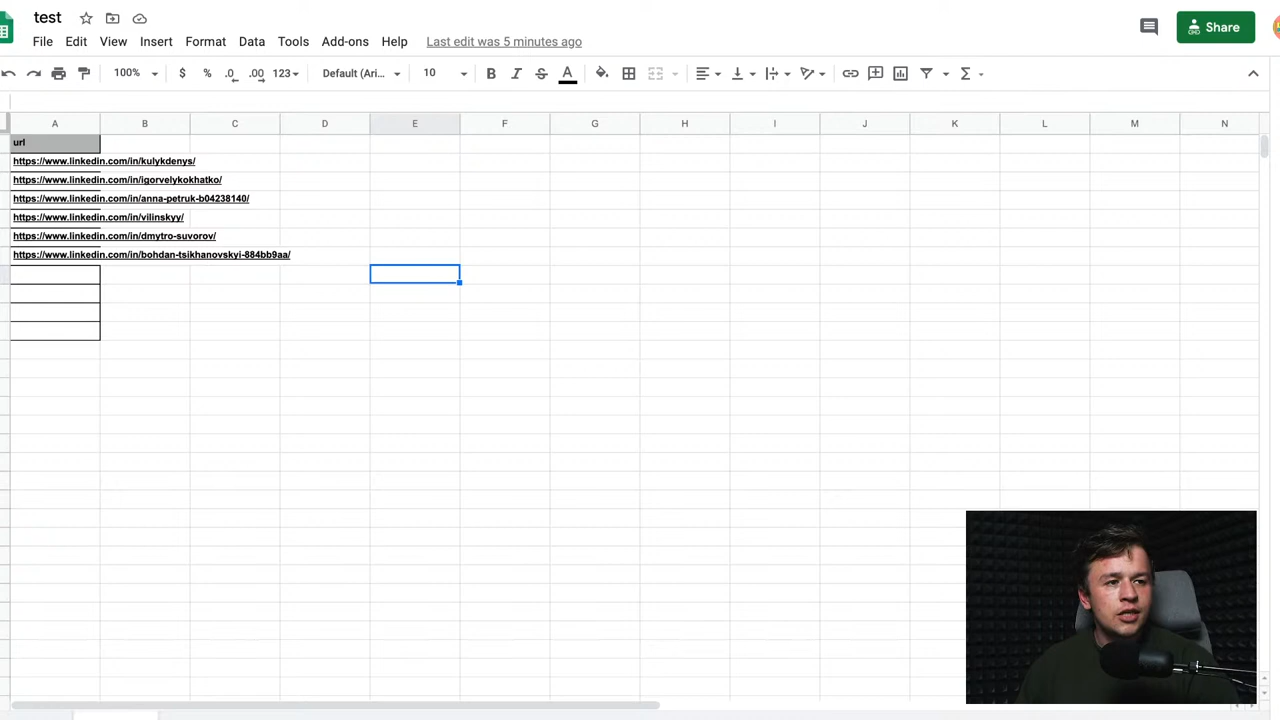 test
File Edit View Insert Format Data Tools Add-ons Help Last edit was 5 minutes ago
Share
100% $ % .0 .00 123 Default (Ari... 10 B I S A Σ
A B C D E F G H I J K L M N
url
https://www.linkedin.com/in/kulykdenys/
https://www.linkedin.com/in/igorvelykokhatko/
https://www.linkedin.com/in/anna-petruk-b04238140/
https://www.linkedin.com/in/vilinskyy/
https://www.linkedin.com/in/dmytro-suvorov/
https://www.linkedin.com/in/bohdan-tsikhanovskyi-884bb9aa/